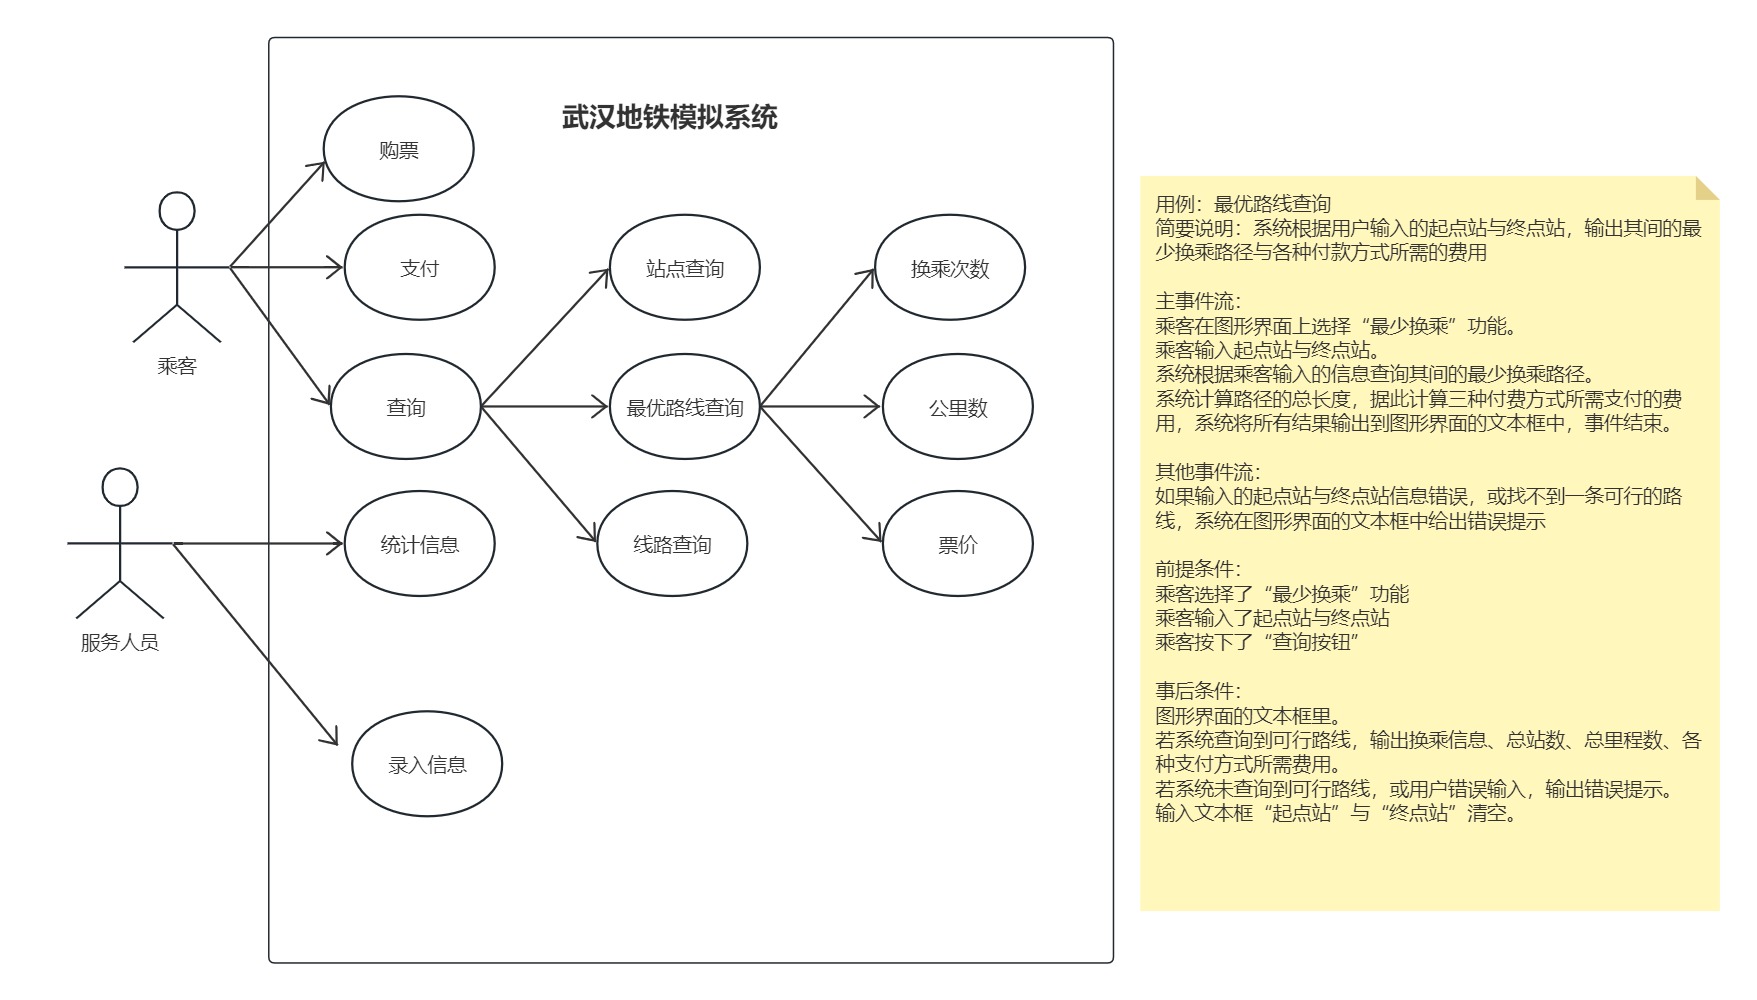 武汉地铁模拟系统
购票
支付
站点查询
换乘次数
乘客
查询
最优路线查询
公里数
统计信息
线路查询
票价
服务人员
录入信息
用例：最优路线查询
简要说明：系统根据用户输入的起点站与终点站，输出其间的最
少换乘路径与各种付款方式所需的费用
主事件流：
乘客在图形界面上选择“最少换乘”功能。
乘客输入起点站与终点站。
系统根据乘客输入的信息查询其间的最少换乘路径。
系统计算路径的总长度，据此计算三种付费方式所需支付的费
用，系统将所有结果输出到图形界面的文本框中，事件结束。
其他事件流：
如果输入的起点站与终点站信息错误，或找不到一条可行的路
线，系统在图形界面的文本框中给出错误提示
前提条件：
乘客选择了“最少换乘”功能
乘客输入了起点站与终点站
乘客按下了“查询按钮”
事后条件：
图形界面的文本框里。
若系统查询到可行路线，输出换乘信息、总站数、总里程数、各
种支付方式所需费用。
若系统未查询到可行路线，或用户错误输入，输出错误提示。
输入文本框“起点站”与“终点站”清空。